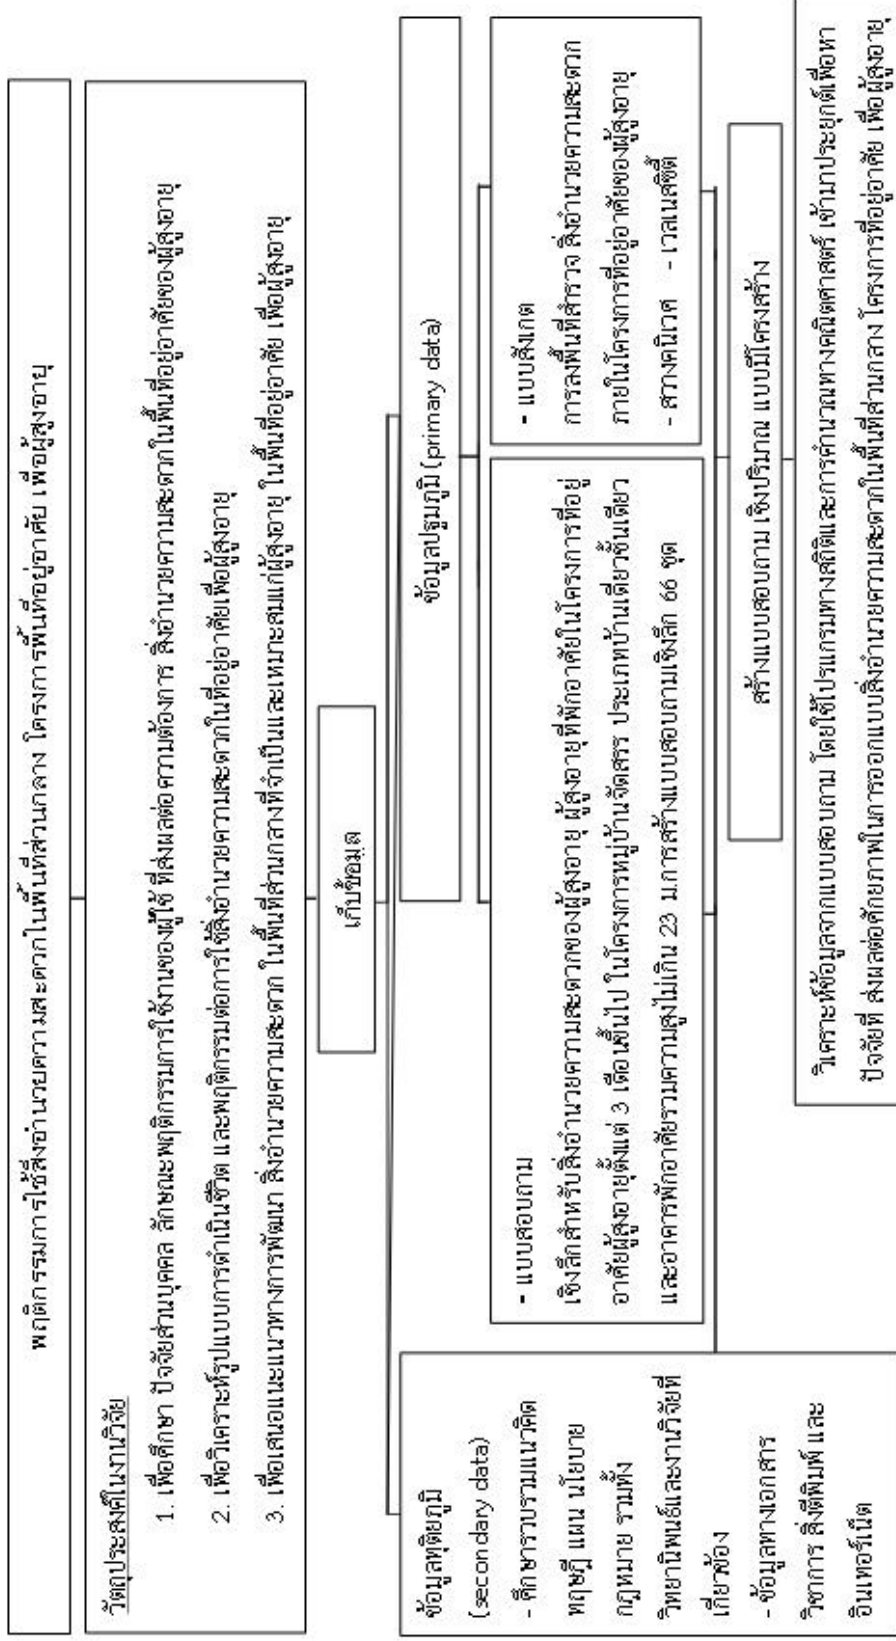 พฤติกรรมการใช้สิ่งอำนวยความสะดวกในพื้นที่ส่วนกลาง โครงการพื้นที่อยู่อาศัย เพื่อผู้สูงอายุ
วัตถุประสงค์ในงานวิจัย
1. เพื่อศึกษา ปัจจัยส่วนบุคคล ลักษณะพฤติกรรมการใช้งานของผู้ใช้ ที่ส่งผลต่อ ความต้องการ สิ่งอำนวยความสะดวกในพื้นที่อยู่อาศัยของผู้สูงอายุ
2. เพื่อวิเคราะห์รูปแบบการดำเนินชีวิต และพฤติกรรมต่อการใช้สิ่งอำนวยความสะดวกในที่อยู่อาศัยเพื่อผู้สูงอายุ
3. เพื่อเสนอแนะแนวทางการพัฒนา สิ่งอำนวยความสะดวก ในพื้นที่ส่วนกลางที่จำเป็นและเหมาะสมแก่ผู้สูงอายุ ในพื้นที่อยู่อาศัย เพื่อผู้สูงอายุ
เก็บข้อมูล
ข้อมูลทุติยภูมิ
(secondary data)
- ศึกษารวบรวมแนวคิด
ทฤษฎี แผน นโยบาย
กฎหมาย รวมทั้ง
วิทยานิพนธ์และงานวิจัยที่
เกี่ยวข้อง
- ข้อมูลทางเอกสาร
วิชาการ สิ่งตีพิมพ์ และ
อินเทอร์เน็ต
ข้อมูลปฐมภูมิ (primary data)
- แบบสอบถาม
เชิงลึกสำหรับสิ่งอำนวยความสะดวกของผู้สูงอายุ ผู้สูงอายุที่พักอาศัยในโครงการที่อยู่
อาศัยผู้สูงอายุตั้งแต่ 3 เดือนขึ้นไป ในโครงการหมู่บ้านจัดสรร ประเภทบ้านเดี่ยวชั้นเดียว
และอาคารพักอาศัยรวมความสูงไม่เกิน 23 ม.การสร้างแบบสอบถามเชิงลึก 66 ชุด
- แบบสังเกต
การลงพื้นที่สำรวจ สิ่งอำนวยความสะดวก
ภายในโครงการที่อยู่อาศัยของผู้สูงอายุ
- สวางคนิเวศ - เวลเนสซิตี้
สร้างแบบสอบถาม เชิงปริมาณ แบบมีโครงสร้าง
วิเคราะห์ข้อมูลจากแบบสอบถาม โดยใช้โปรแกรมทางสถิติและการคำนวณทางคณิตศาสตร์ เข้ามาประยุกต์เพื่อหา
ปัจจัยที่ ส่งผลต่อศักยภาพในการออกแบบสิ่งอำนวยความสะดวกในพื้นที่ส่วนกลาง โครงการที่อยู่อาศัย เพื่อผู้สูงอายุ